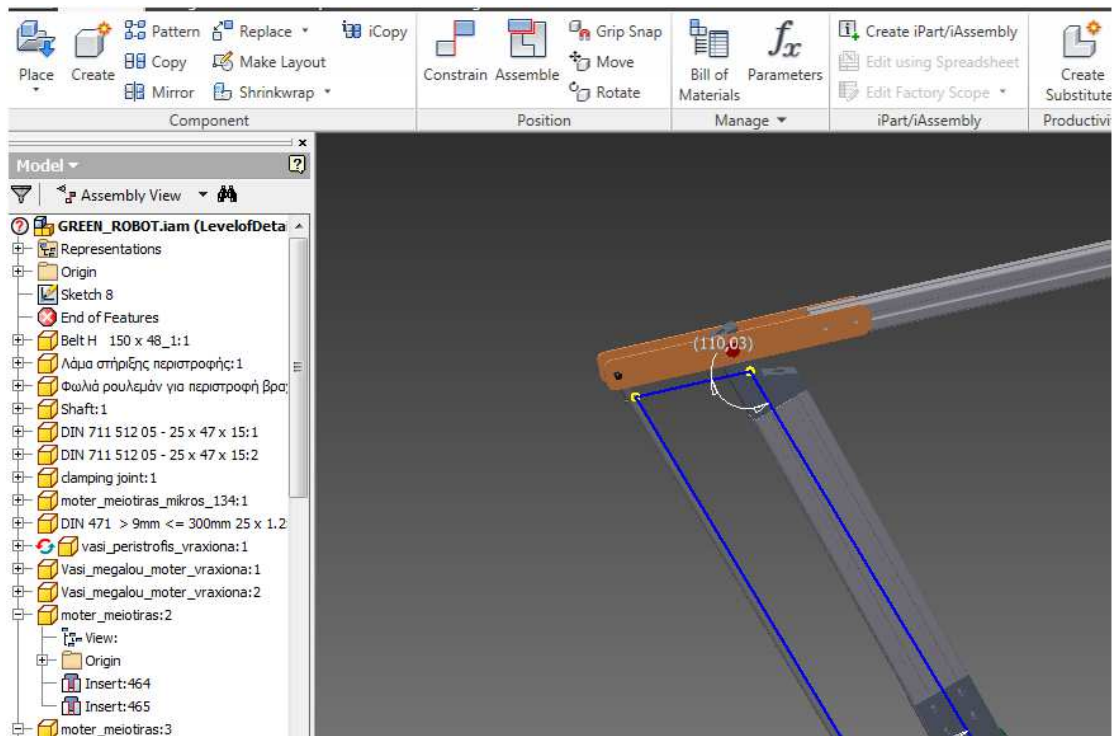 Place
Create
Pattern
Copy
Mirror
Replace
Make Layout
Shrinkwrap
iCopy
Component
Constrain
Assemble
Grip Snap
Move
Rotate
Position
Bill of
Materials
Parameters
Manage
Create iPart/iAssembly
Edit using Spreadsheet
Edit Factory Scope
iPart/iAssembly
Create
Substitute
Productivi
Model
Assembly View
GREEN_ROBOT.iam (LevelofDeta
Representations
Origin
Sketch 8
End of Features
Belt H 150 x 48_1:1
Λάμα στήριξης περιστροφής:1
Φωλιά ρουλεμάν για περιστροφή βρα
Shaft:1
DIN 711 512 05 - 25 x 47 x 15:1
DIN 711 512 05 - 25 x 47 x 15:2
clamping joint:1
moter_meiotiras_mikros_134:1
DIN 471 > 9mm <= 300mm 25 x 1.2
vasi_peristrofis_vraxiona:1
Vasi_megalou_moter_vraxiona:1
Vasi_megalou_moter_vraxiona:2
moter_meiotiras:2
View:
Origin
Insert:464
Insert:465
moter_meiotiras:3
(110,03)